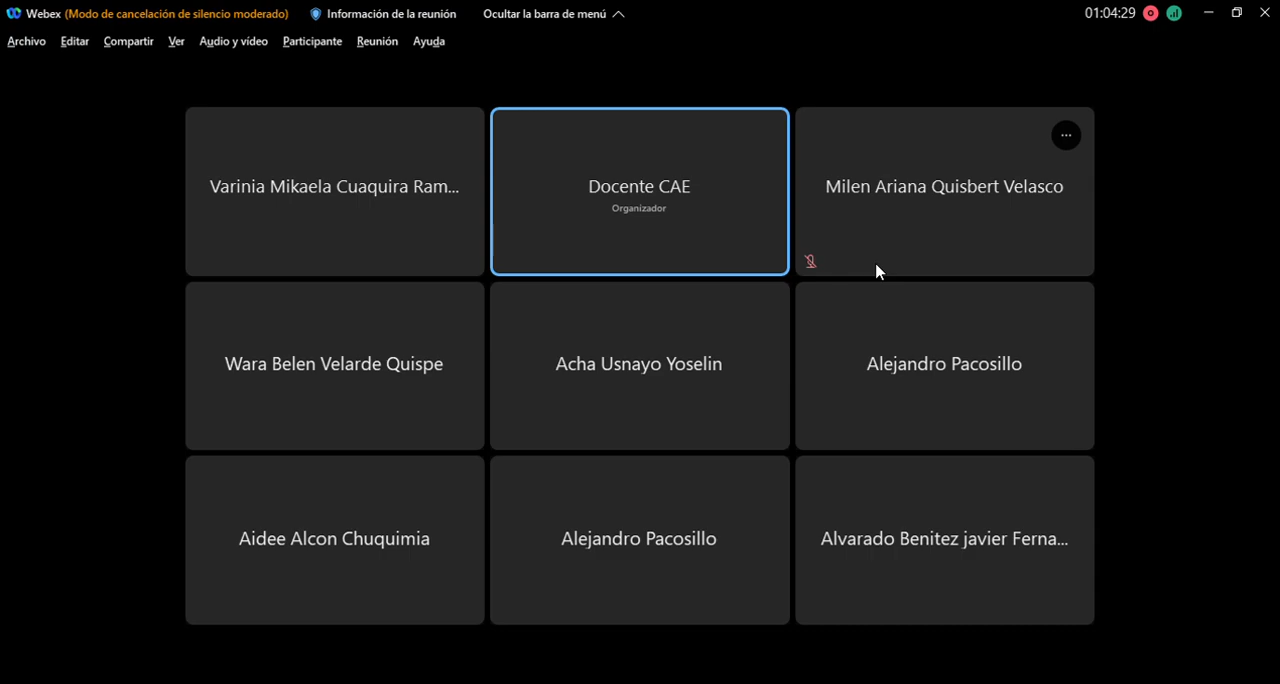 Webex (Modo de cancelación de silencio moderado) Información de la reunión Ocultar la barra de menú 01:04:29
Archivo Editar Compartir Ver Audio y vídeo Participante Reunión Ayuda
Varinia Mikaela Cuaquira Ram...
Docente CAE
Organizador
Milen Ariana Quisbert Velasco
Wara Belen Velarde Quispe
Acha Usnayo Yoselin
Alejandro Pacosillo
Aidee Alcon Chuquimia
Alejandro Pacosillo
Alvarado Benitez javier Ferna...